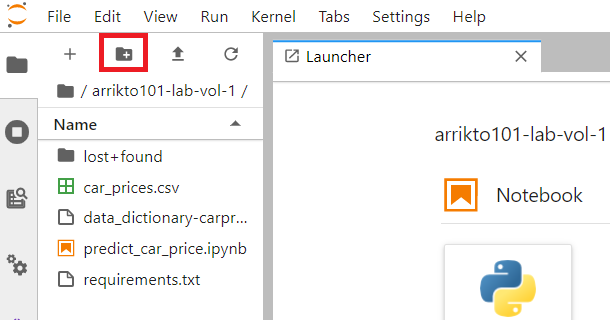 File Edit View Run Kernel Tabs Settings Help
Launcher
/ arrikto101-lab-vol-1 /
Name
lost+found
car_prices.csv
data_dictionary-carpr...
predict_car_price.ipynb
requirements.txt
arrikto101-lab-vol-1
Notebook